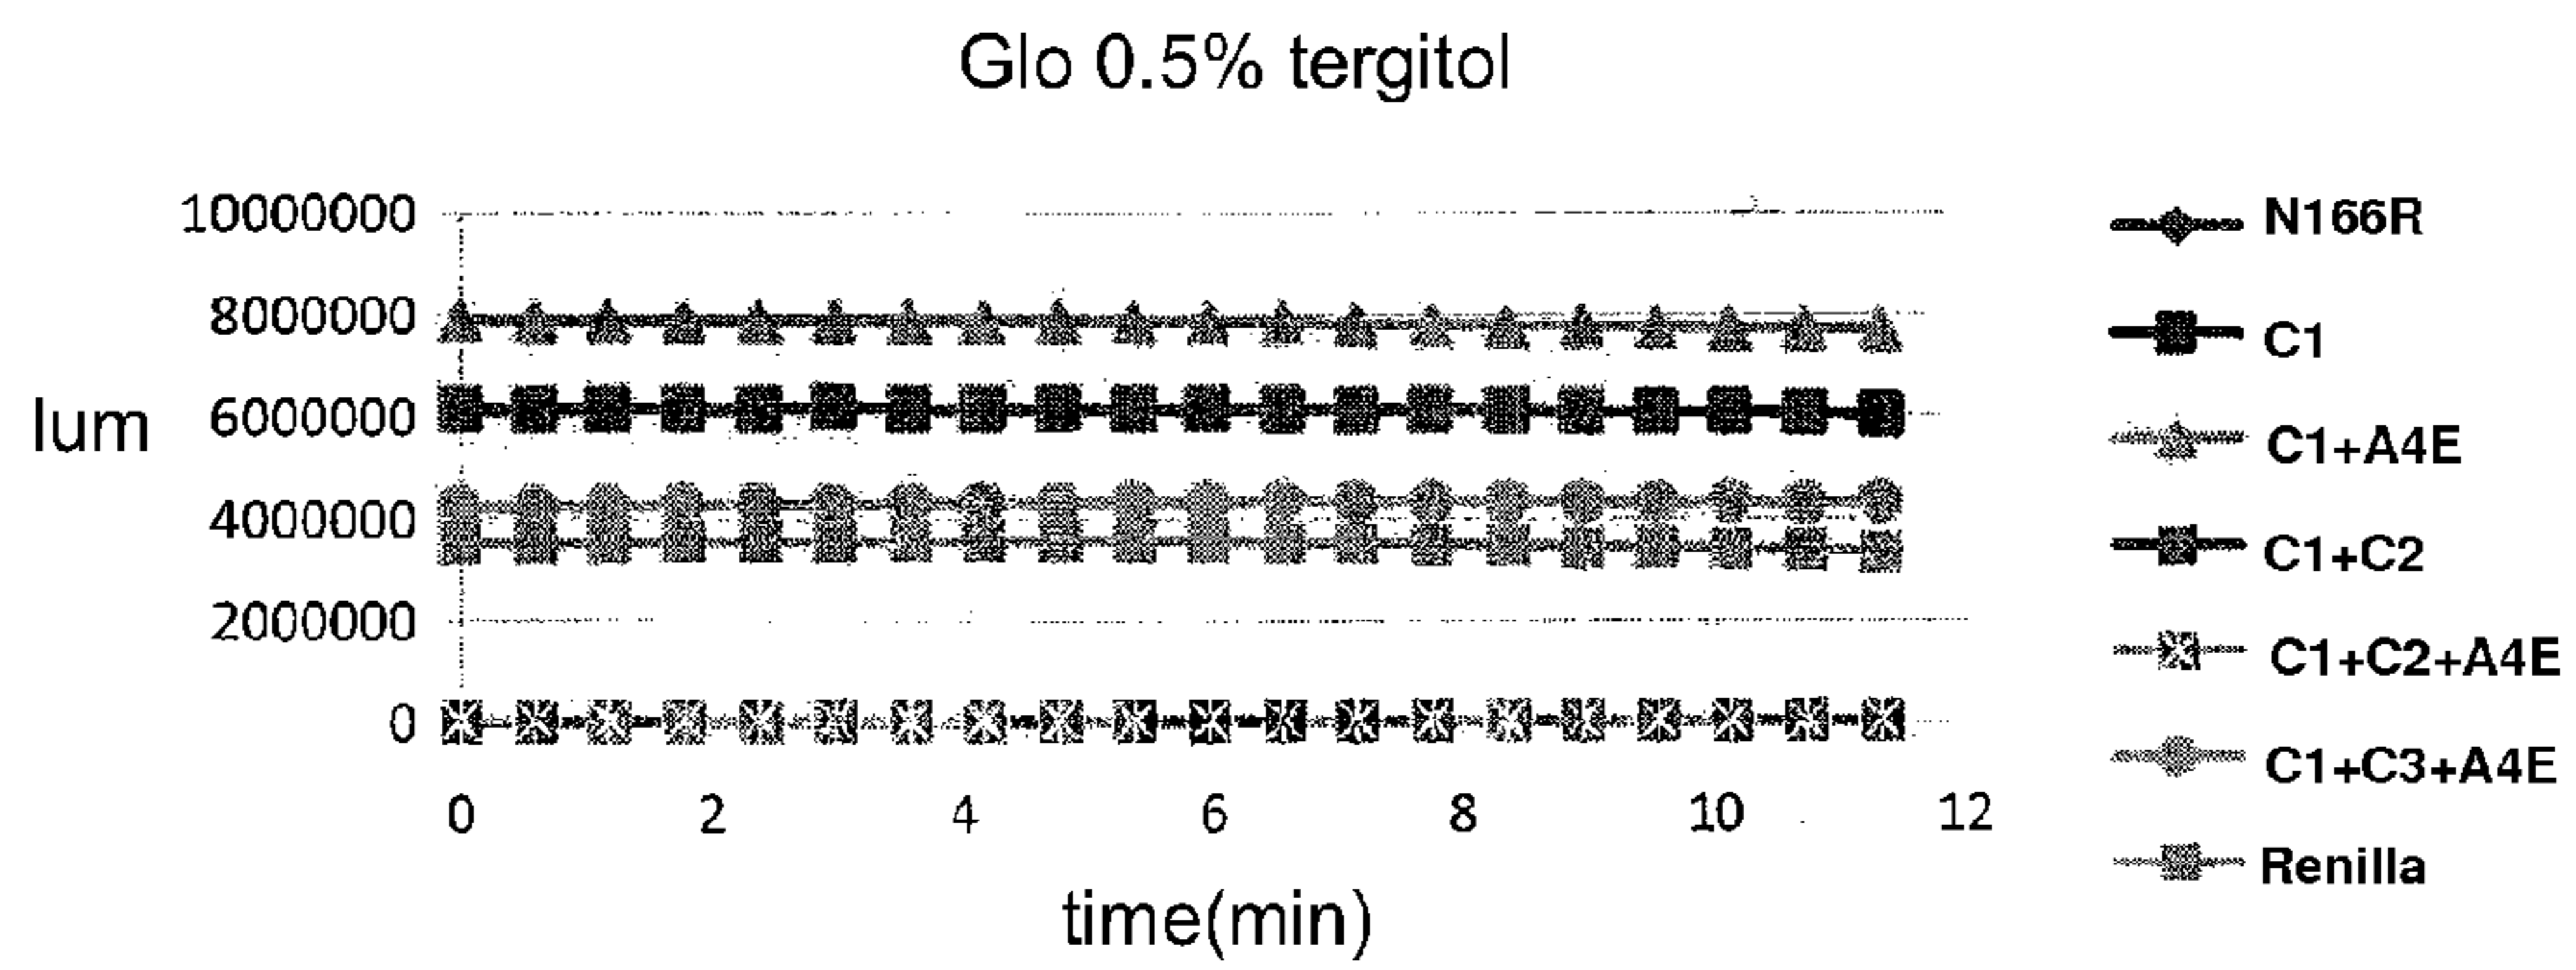 Glo 0.5% tergitol
10000000
8000000
6000000
4000000
2000000
0
lum
0 2 4 6 8 10 12
time(min)
N166R
C1
C1+A4E
C1+C2
C1+C2+A4E
C1+C3+A4E
Renilla